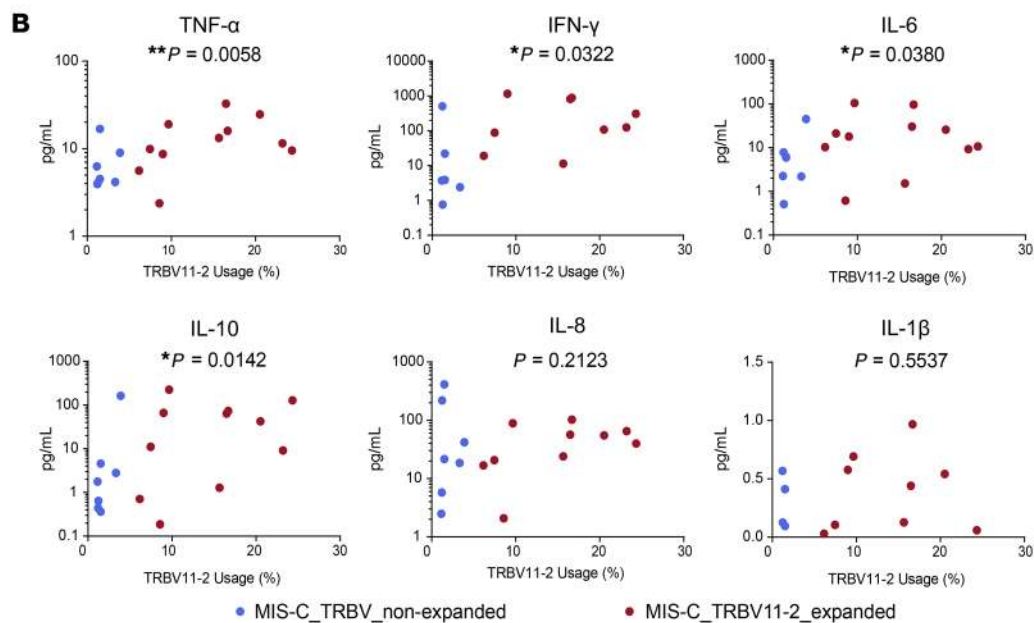 B
TNF-α
**P = 0.0058
100
10
1
pg/mL
0 10 20 30
TRBV11-2 Usage (%)
IFN-γ
*P = 0.0322
10000
1000
100
10
1
0.1
pg/mL
0 10 20 30
TRBV11-2 Usage (%)
IL-6
*P = 0.0380
1000
100
10
1
0.1
pg/mL
0 10 20 30
TRBV11-2 Usage (%)
IL-10
*P = 0.0142
1000
100
10
1
0.1
pg/mL
0 10 20 30
TRBV11-2 Usage (%)
IL-8
P = 0.2123
1000
100
10
1
pg/mL
0 10 20 30
TRBV11-2 Usage (%)
IL-1β
P = 0.5537
1.5
1.0
0.5
0.0
pg/mL
0 10 20 30
TRBV11-2 Usage (%)
MIS-C_TRBV_non-expanded
MIS-C_TRBV11-2_expanded